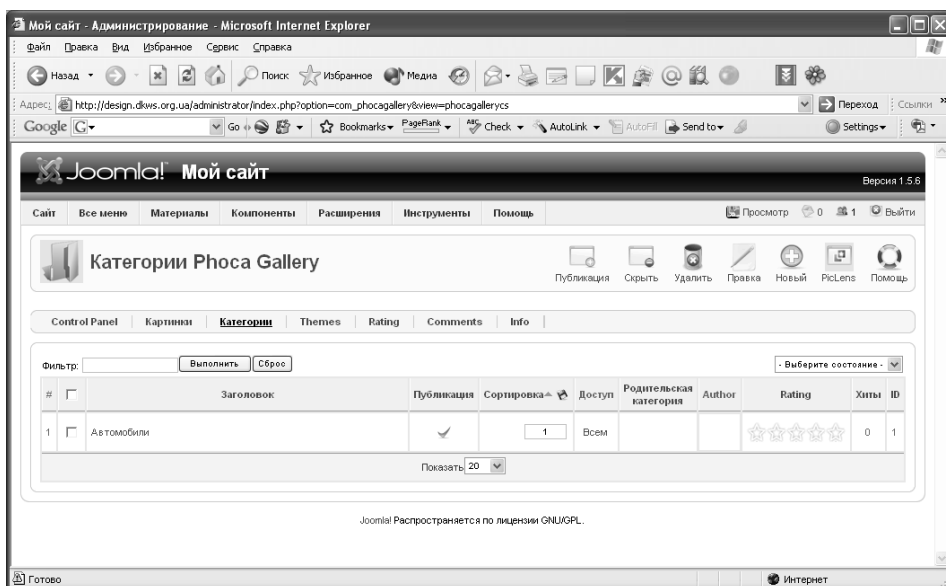 Мой сайт - Администрирование - Microsoft Internet Explorer
Файл Правка Вид Избранное Сервис Справка
Назад Поиск Избранное Медиа
Адрес: http://design.dkws.org.ua/administrator/index.php?option=com_phocagallery&view=phocagallerycs Переход Ссылки »
Google G Go Bookmarks PageRank ABC Check AutoLink AutoFill Send to Settings
Joomla! Мой сайт
Версия 1.5.6
Сайт Все меню Материалы Компоненты Расширения Инструменты Помощь Просмотр 0 1 Выйти
Категории Phoca Gallery
Публикация Скрыть Удалить Правка Новый PicLens Помощь
Control Panel Картинки Категории Themes Rating Comments Info
Фильтр: Выполнить Сброс - Выберите состояние -
# Заголовок Публикация Сортировка Доступ Родительская категория Author Rating Хиты ID
1 Автомобили 1 Всем 0 1
Показать 20
Joomla! Распространяется по лицензии GNU/GPL.
Готово Интернет